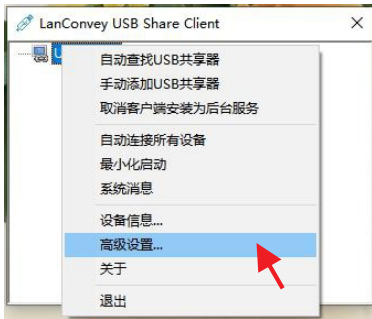 LanConvey USB Share Client
自动查找USB共享器
手动添加USB共享器
取消客户端安装为后台服务
自动连接所有设备
最小化启动
系统消息
设备信息...
高级设置...
关于
退出